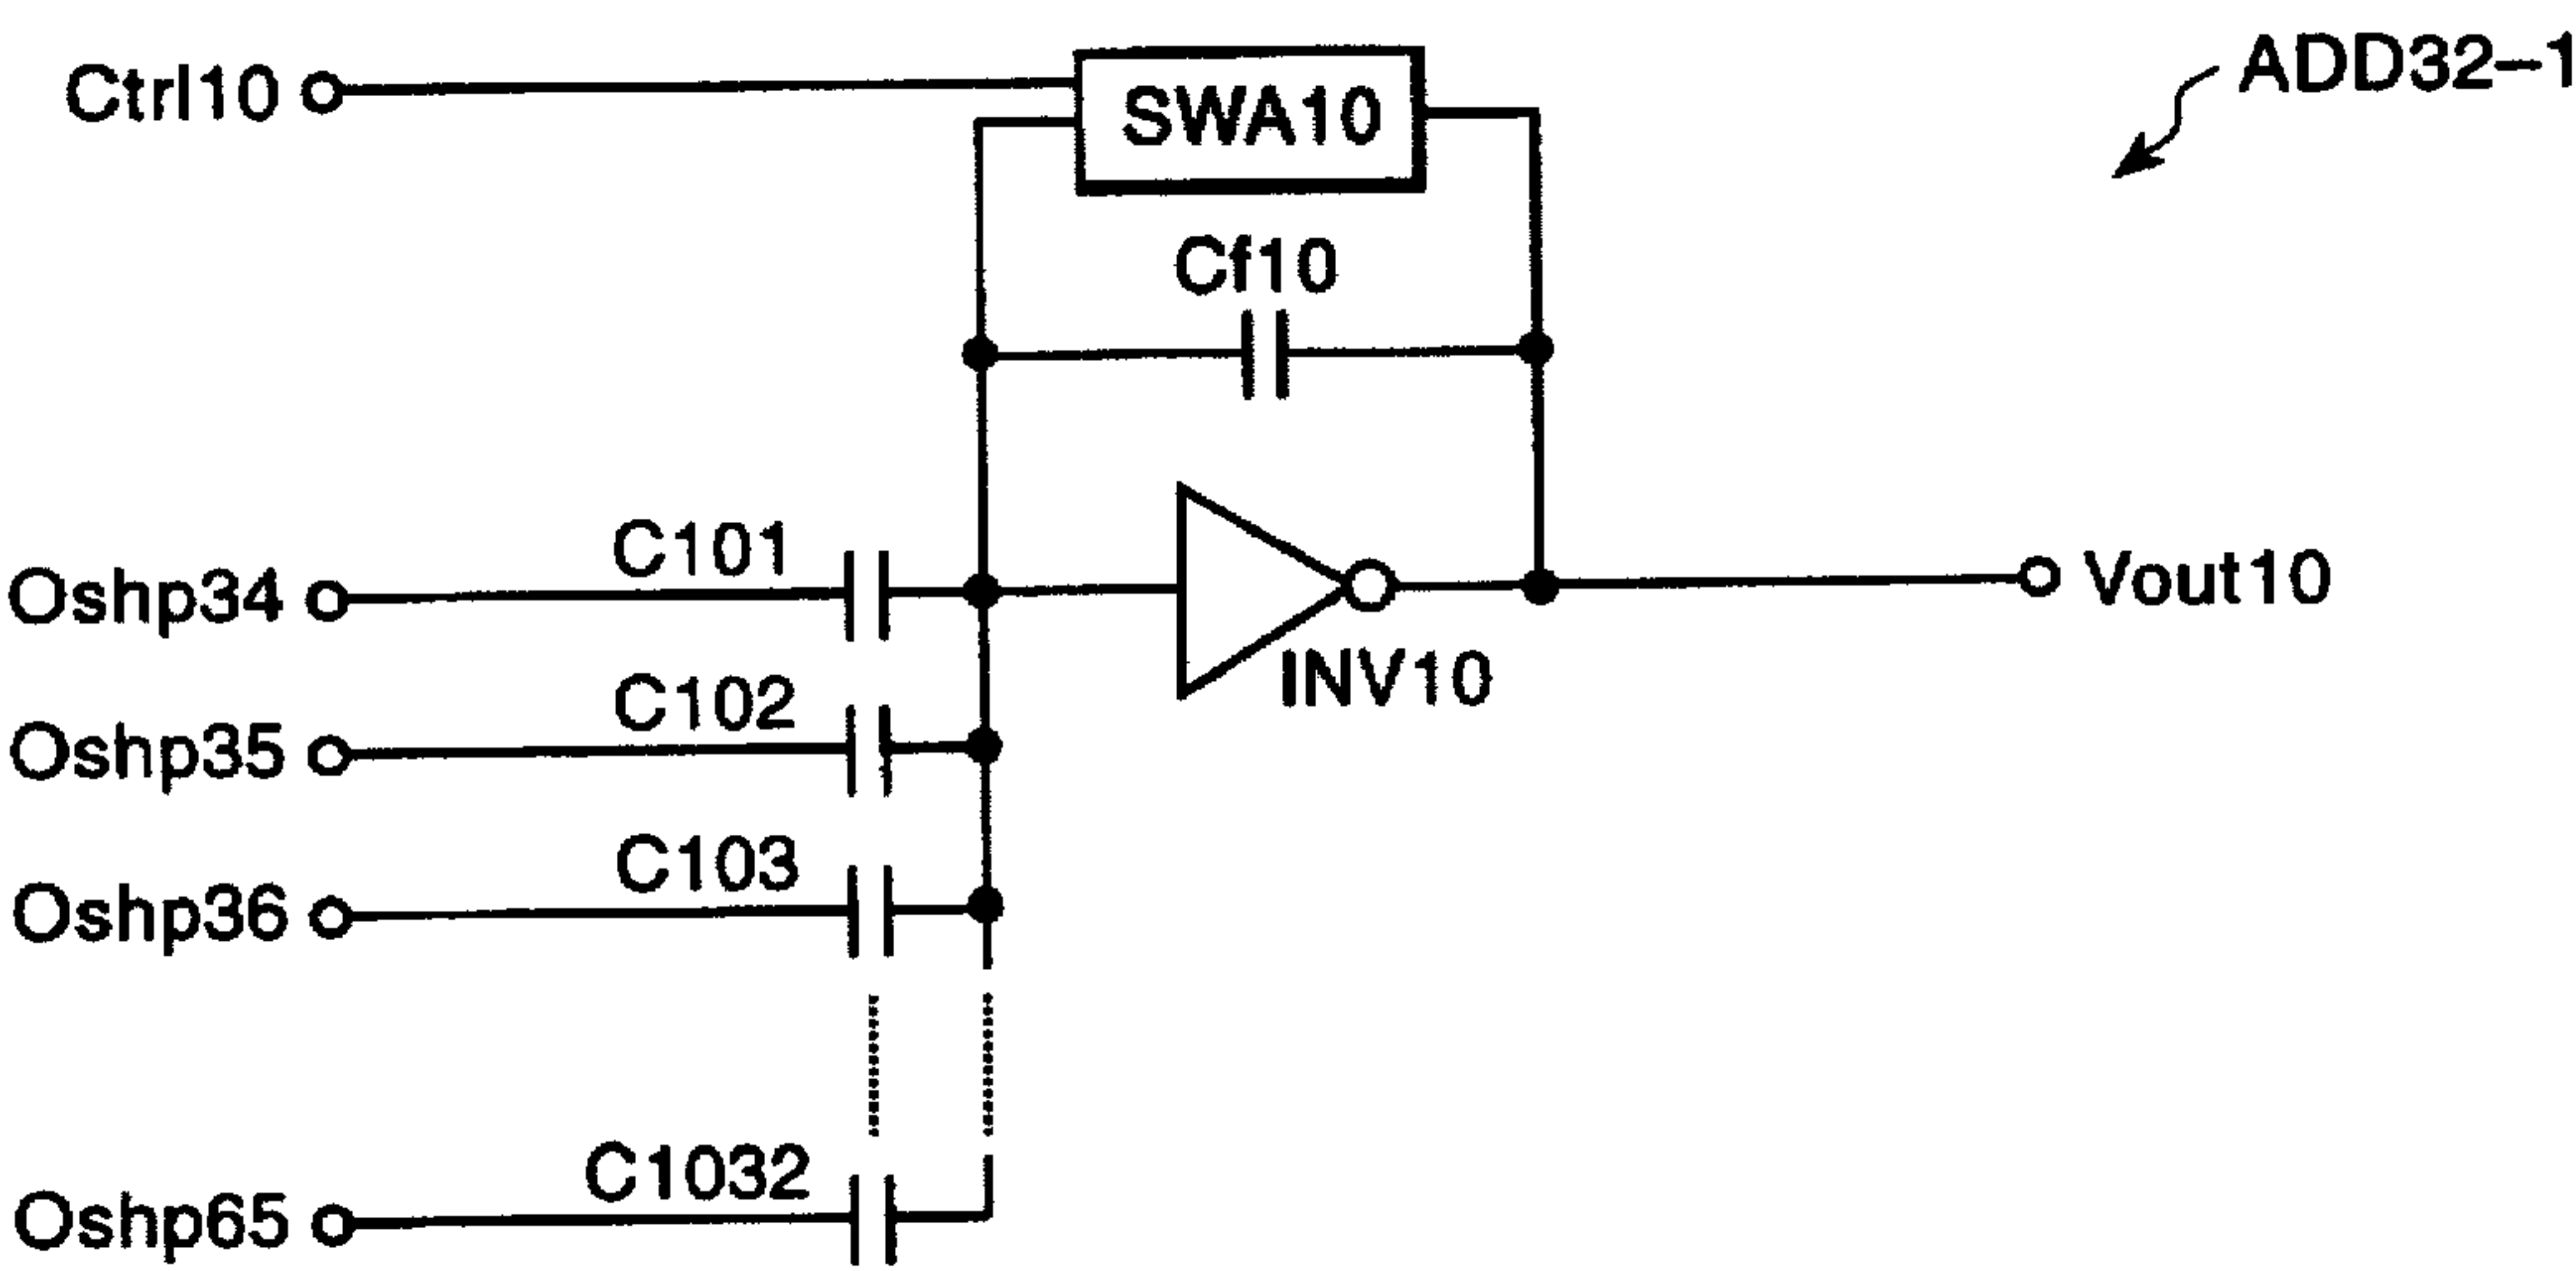 Ctrl10
SWA10
ADD32-1
Cf10
C101
Oshp34
Vout10
INV10
C102
Oshp35
C103
Oshp36
C1032
Oshp65